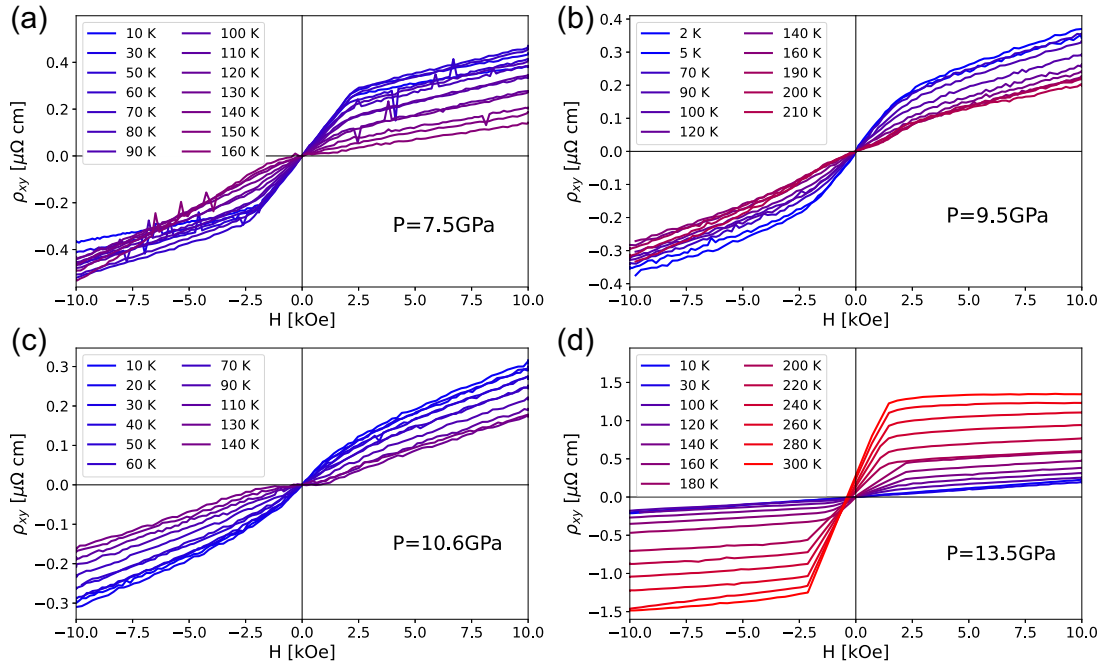 (a)
10 K 100 K
30 K 110 K
50 K 120 K
60 K 130 K
70 K 140 K
80 K 150 K
90 K 160 K
P=7.5GPa
0.4
0.2
0.0
−0.2
−0.4
ρxy [μΩ cm]
−10.0 −7.5 −5.0 −2.5 0.0 2.5 5.0 7.5 10.0
H [kOe]
(b)
2 K 140 K
5 K 160 K
70 K 190 K
90 K 200 K
100 K 210 K
120 K
P=9.5GPa
0.4
0.3
0.2
0.1
0.0
−0.1
−0.2
−0.3
−0.4
ρxy [μΩ cm]
−10.0 −7.5 −5.0 −2.5 0.0 2.5 5.0 7.5 10.0
H [kOe]
(c)
10 K 70 K
20 K 90 K
30 K 110 K
40 K 130 K
50 K 140 K
60 K
P=10.6GPa
0.3
0.2
0.1
0.0
−0.1
−0.2
−0.3
ρxy [μΩ cm]
−10.0 −7.5 −5.0 −2.5 0.0 2.5 5.0 7.5 10.0
H [kOe]
(d)
10 K 200 K
30 K 220 K
100 K 240 K
120 K 260 K
140 K 280 K
160 K 300 K
180 K
P=13.5GPa
1.5
1.0
0.5
0.0
−0.5
−1.0
−1.5
ρxy [μΩ cm]
−10.0 −7.5 −5.0 −2.5 0.0 2.5 5.0 7.5 10.0
H [kOe]